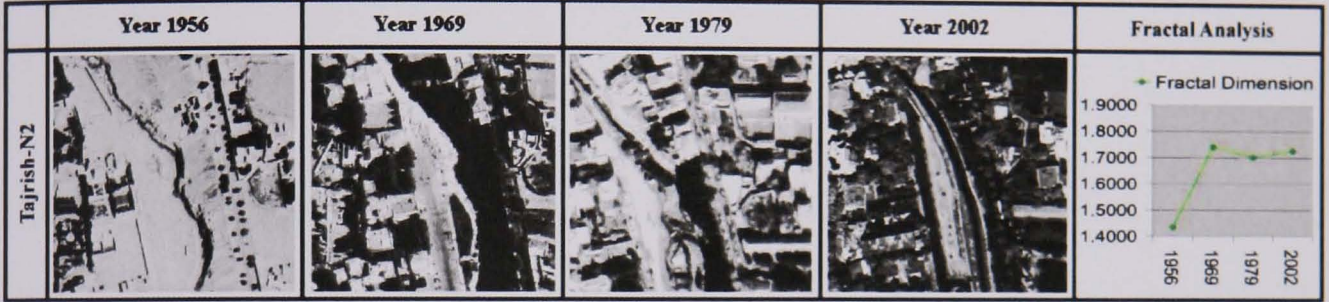 Year 1956
Year 1969
Year 1979
Year 2002
Fractal Analysis
Tajrish-N2
Fractal Dimension
1.9000
1.8000
1.7000
1.6000
1.5000
1.4000
1956
1969
1979
2002